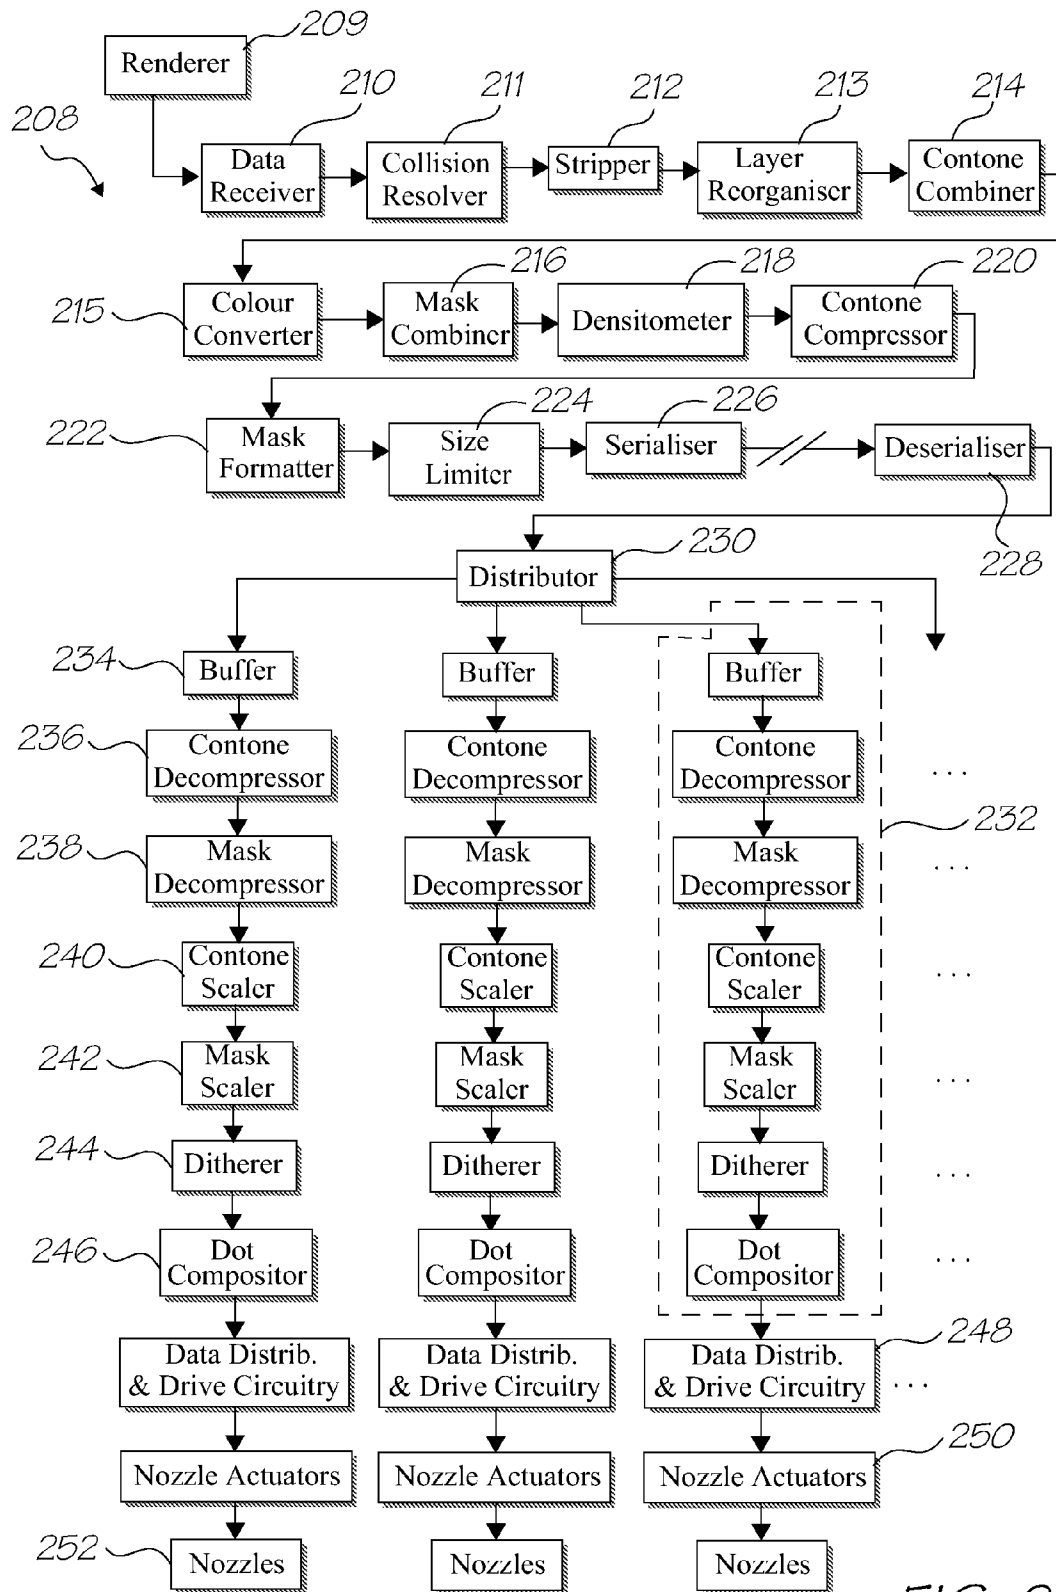 209
Renderer
208
210
211
212
213
214
Data
Receiver
Collision
Resolver
Stripper
Layer
Reorganiser
Contone
Combiner
215
Colour
Converter
216
Mask
Combiner
218
Densitometer
220
Contone
Compressor
222
Mask
Formatter
224
Size
Limiter
226
Serialiser
Deserialiser
228
230
Distributor
234
Buffer
Buffer
Buffer
236
Contone
Decompressor
Contone
Decompressor
Contone
Decompressor
...
232
238
Mask
Decompressor
Mask
Decompressor
Mask
Decompressor
...
240
Contone
Scaler
Contone
Scaler
Contone
Scaler
...
242
Mask
Scaler
Mask
Scaler
Mask
Scaler
...
244
Ditherer
Ditherer
Ditherer
...
246
Dot
Compositor
Dot
Compositor
Dot
Compositor
...
248
Data Distrib.
& Drive Circuitry
Data Distrib.
& Drive Circuitry
Data Distrib.
& Drive Circuitry
...
250
Nozzle Actuators
Nozzle Actuators
Nozzle Actuators
252
Nozzles
Nozzles
Nozzles